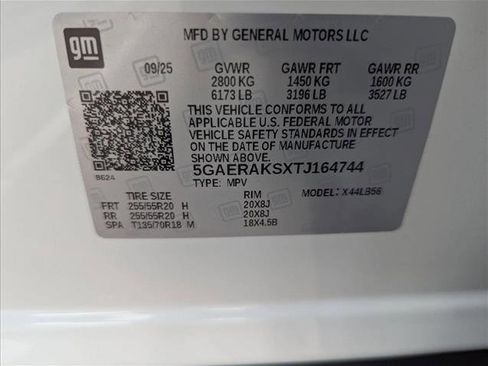 gm
MFD BY GENERAL MOTORS LLC
09/25 GVWR GAWR FRT GAWR RR
2800 KG 1450 KG 1600 KG
6173 LB 3196 LB 3527 LB
THIS VEHICLE CONFORMS TO ALL
APPLICABLE U.S. FEDERAL MOTOR
VEHICLE SAFETY STANDARDS IN EFFECT
ON THE DATE OF MANUFACTURE SHOWN ABOVE
5GAERAKSXTJ164744
8624 TYPE: MPV MODEL: X44LB56
TIRE SIZE RIM
FRT 255/55R20 H 20X8J
RR 255/55R20 H 20X8J
SPA T135/70R18 M 18X4.5B